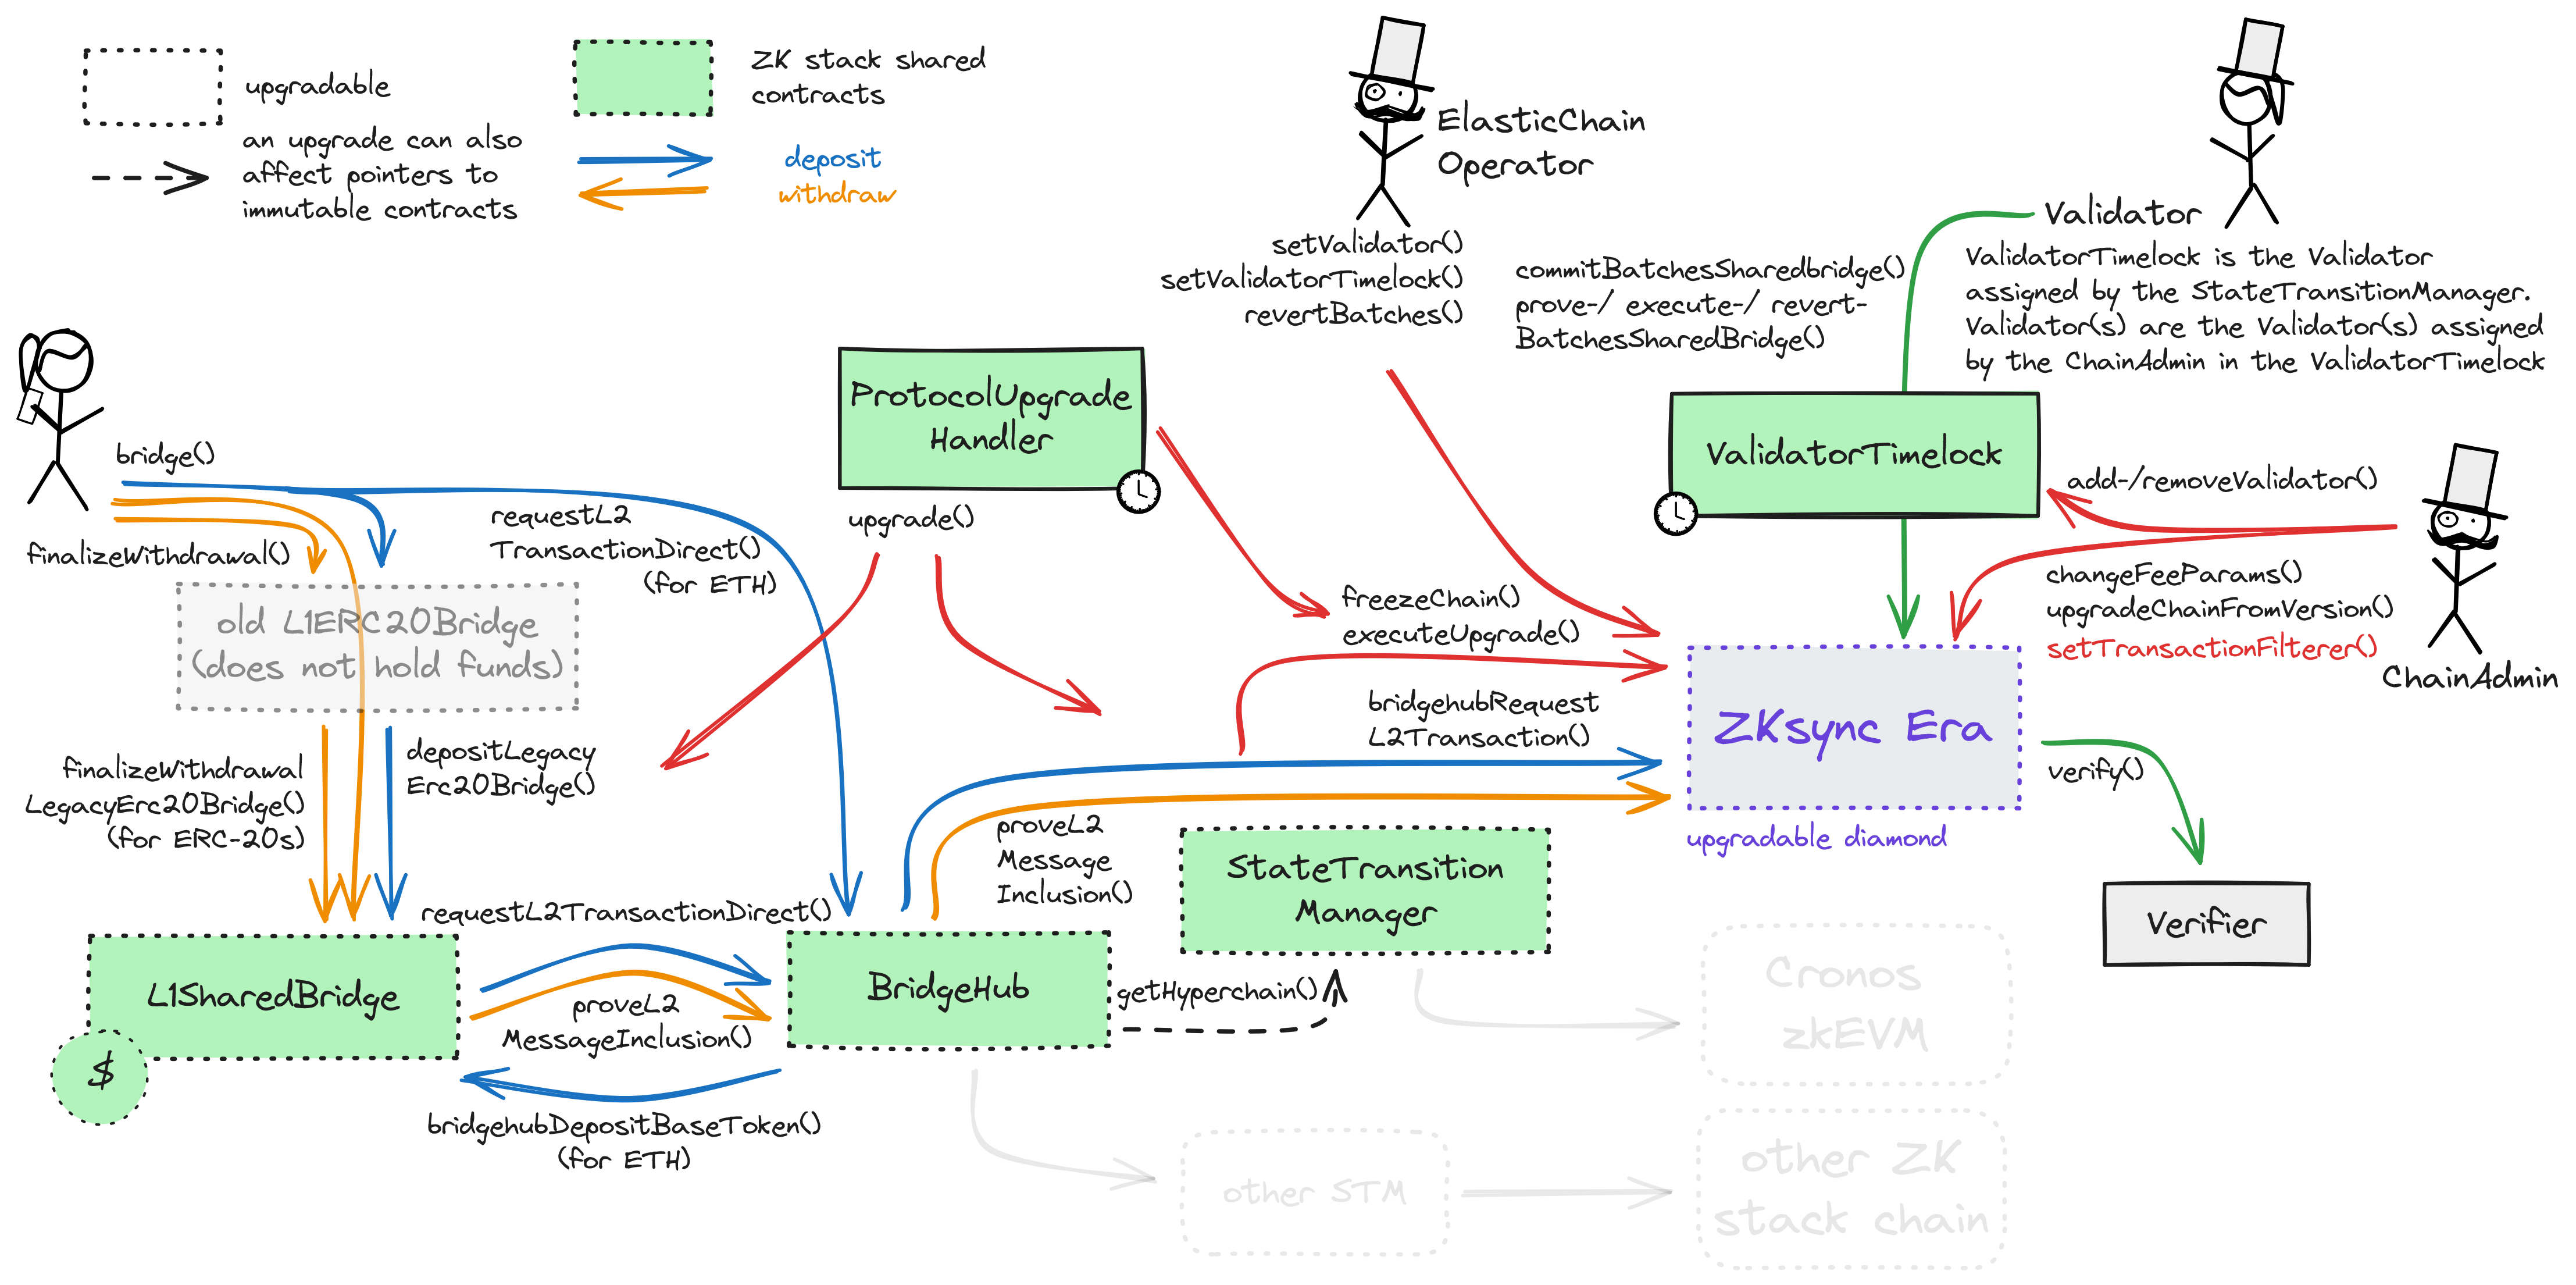 upgradable
an upgrade can also
affect pointers to
immutable contracts
ZK stack shared
contracts
deposit
withdraw
ElasticChain
Operator
setValidator()
setValidatorTimelock()
revertBatches()
commitBatchesSharedbridge()
prove-/ execute-/ revert-
BatchesSharedBridge()
Validator
ValidatorTimelock is the Validator
assigned by the StateTransitionManager.
Validator(s) are the Validator(s) assigned
by the ChainAdmin in the ValidatorTimelock
ProtocolUpgrade
Handler
upgrade()
ValidatorTimelock
add-/removeValidator()
changeFeeParams()
upgradeChainFromVersion()
setTransactionFilterer()
ChainAdmin
bridge()
finalizeWithdrawal()
requestL2
TransactionDirect()
(for ETH)
old L1ERC20Bridge
(does not hold funds)
freezeChain()
executeUpgrade()
bridgehubRequest
L2Transaction()
ZKsync Era
upgradable diamond
verify()
Verifier
finalizeWithdrawal
LegacyErc20Bridge()
(for ERC-20s)
depositLegacy
Erc20Bridge()
proveL2
Message
Inclusion()
StateTransition
Manager
requestL2TransactionDirect()
L1SharedBridge
$
proveL2
MessageInclusion()
BridgeHub
getHyperchain()
bridgehubDepositBaseToken()
(for ETH)
Cronos
zkEVM
other STM
other ZK
stack chain